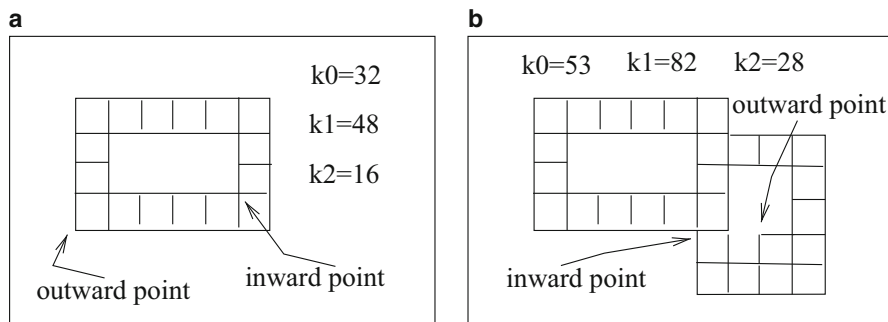 a
k0=32
k1=48
k2=16
outward point
inward point
b
k0=53 k1=82 k2=28
outward point
inward point